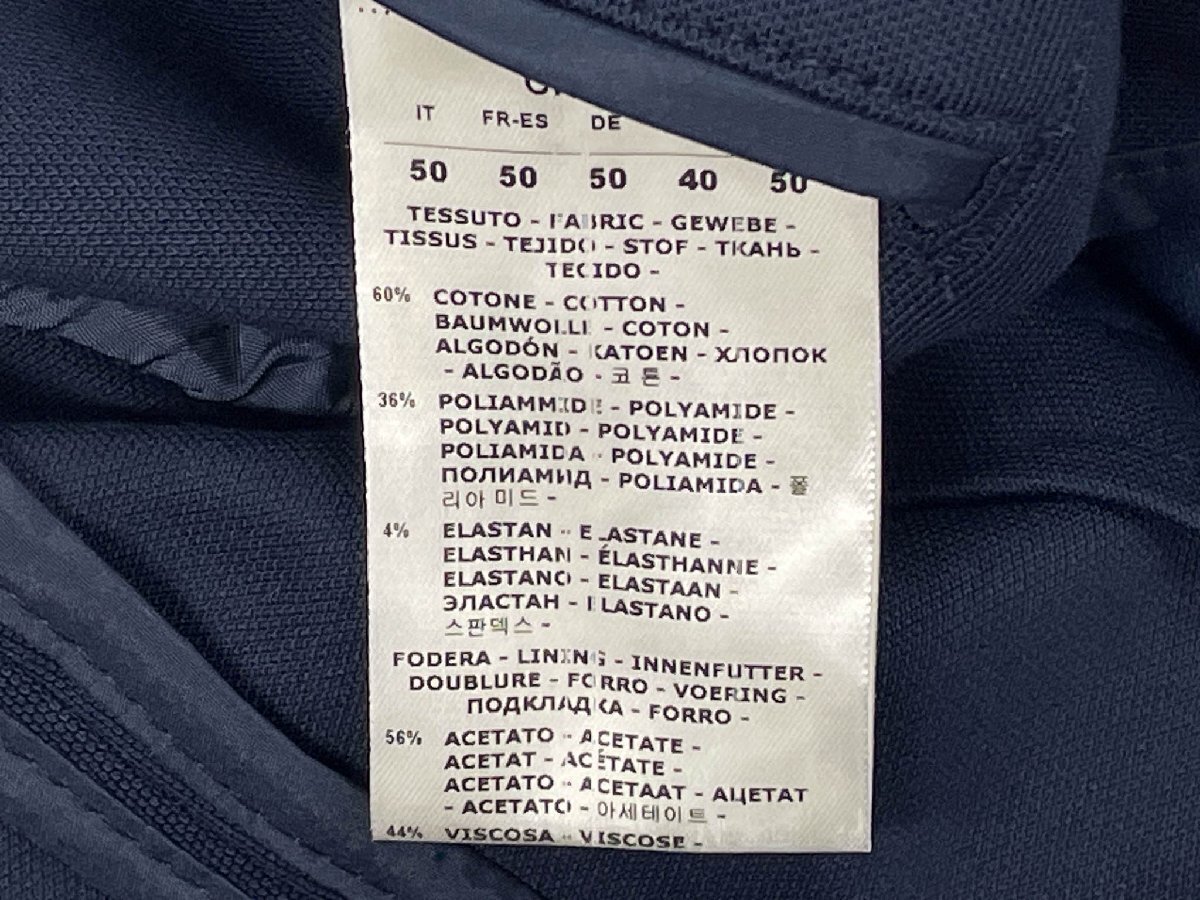 IT FR-ES DE
50 50 50 40 50
TESSUTO - FABRIC - GEWEBE -
TISSUS - TEJIDO - STOF - ТКАНЬ -
TECIDO -
60% COTONE - COTTON -
BAUMWOLLE - COTON -
ALGODÓN - KATOEN - ХЛОПОК
- ALGODÃO - 코튼 -
36% POLIAMMIDE - POLYAMIDE -
POLYAMID - POLYAMIDE -
POLIAMIDA - POLYAMIDE -
ПОЛИАМИД - POLIAMIDA - 폴
리아미드 -
4% ELASTAN - ELASTANE -
ELASTHAN - ÉLASTHANNE -
ELASTANO - ELASTAAN -
ЭЛАСТАН - ELASTANO -
스판덱스 -
FODERA - LINING - INNENFUTTER -
DOUBLURE - FORRO - VOERING -
ПОДКЛАДКА - FORRO -
56% ACETATO - ACETATE -
ACETAT - ACÉTATE -
ACETATO - ACETAAT - АЦЕТАТ
- ACETATO - 아세테이트 -
44% VISCOSA - VISCOSE -